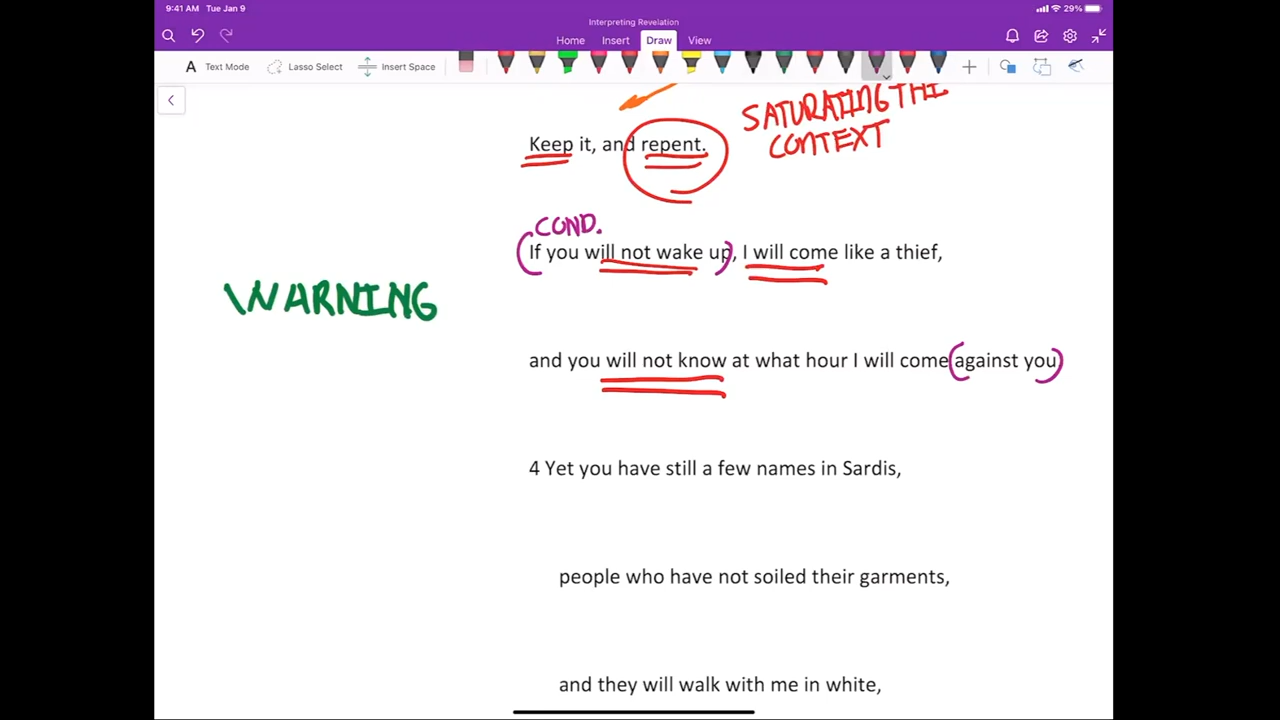 9:41 AM Tue Jan 9
29%
Interpreting Revelation
Home Insert Draw View
A Text Mode Lasso Select Insert Space
SATURATING THE
CONTEXT
Keep it, and repent.
COND.
(If you will not wake up), I will come like a thief,
WARNING
and you will not know at what hour I will come (against you)
4 Yet you have still a few names in Sardis,
people who have not soiled their garments,
and they will walk with me in white,